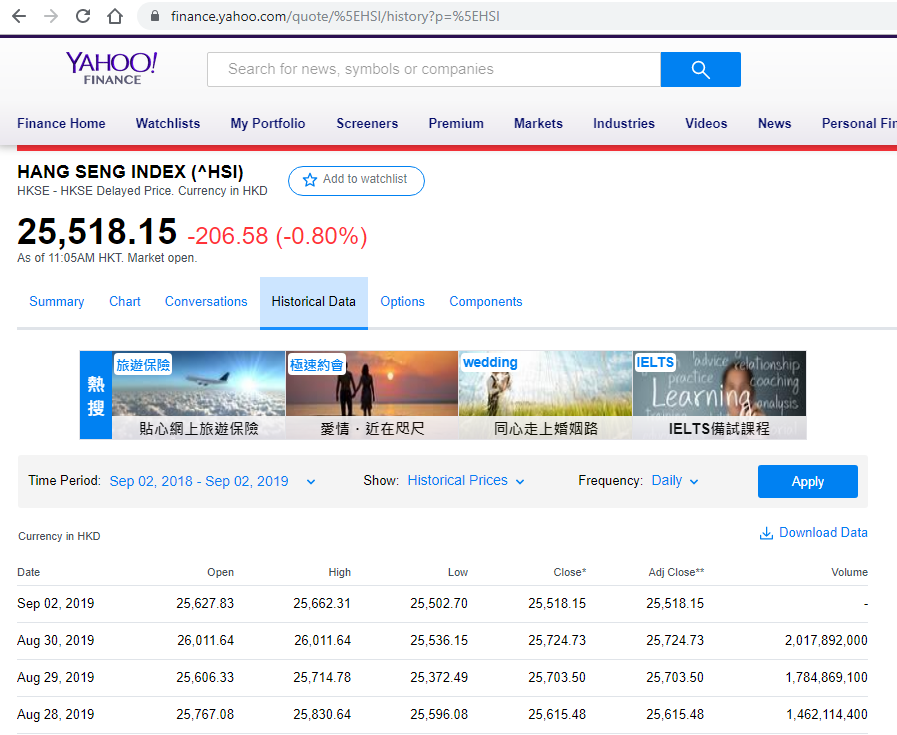 finance.yahoo.com/quote/%5EHSI/history?p=%5EHSI
YAHOO!
FINANCE
Search for news, symbols or companies
Finance Home Watchlists My Portfolio Screeners Premium Markets Industries Videos News Personal Fin
HANG SENG INDEX (^HSI)
HKSE - HKSE Delayed Price. Currency in HKD
Add to watchlist
25,518.15 -206.58 (-0.80%)
As of 11:05AM HKT. Market open.
Summary Chart Conversations Historical Data Options Components
熱搜
旅遊保險
貼心網上旅遊保險
極速約會
愛情．近在咫尺
wedding
同心走上婚姻路
IELTS
advice relationship
practice coaching
Learning analysis
training
IELTS備試課程
Time Period: Sep 02, 2018 - Sep 02, 2019 Show: Historical Prices Frequency: Daily Apply
Currency in HKD Download Data
Date Open High Low Close* Adj Close** Volume
Sep 02, 2019 25,627.83 25,662.31 25,502.70 25,518.15 25,518.15 -
Aug 30, 2019 26,011.64 26,011.64 25,536.15 25,724.73 25,724.73 2,017,892,000
Aug 29, 2019 25,606.33 25,714.78 25,372.49 25,703.50 25,703.50 1,784,869,100
Aug 28, 2019 25,767.08 25,830.64 25,596.08 25,615.48 25,615.48 1,462,114,400